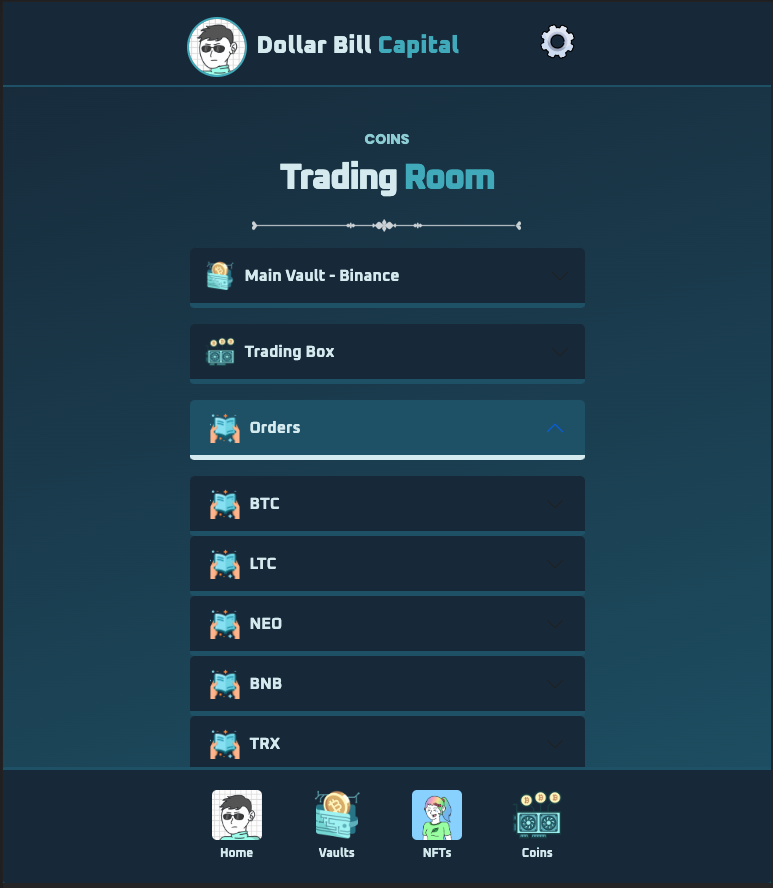 Dollar Bill Capital
COINS
Trading Room
Main Vault - Binance
Trading Box
Orders
BTC
LTC
NEO
BNB
TRX
Home
Vaults
NFTs
Coins